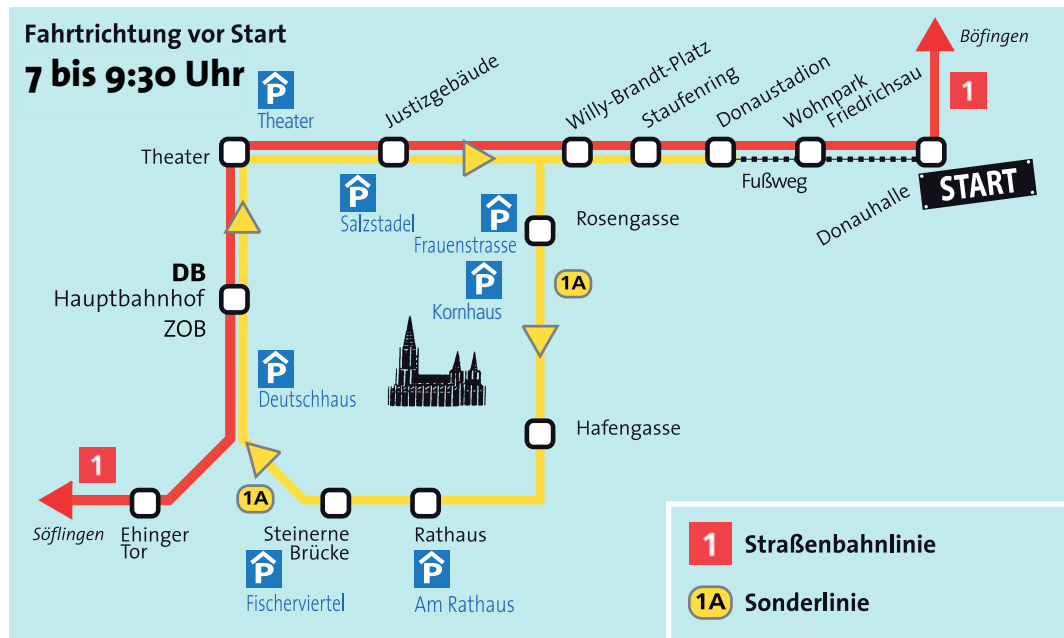 Fahrtrichtung vor Start
7 bis 9:30 Uhr
P
Theater
Justizgebäude
Willy-Brandt-Platz
Staufenring
Donaustadion
Wohnpark
Friedrichsau
Böfingen
1
Theater
P
Salzstadel
P
Frauenstrasse
Rosengasse
Fußweg
Donauhalle
START
DB
Hauptbahnhof
ZOB
P
Kornhaus
1A
P
Deutschhaus
Hafengasse
1
Söflingen
Ehinger
Tor
1A
Steinerne
Brücke
Rathaus
P
Fischerviertel
P
Am Rathaus
1 Straßenbahnlinie
1A Sonderlinie